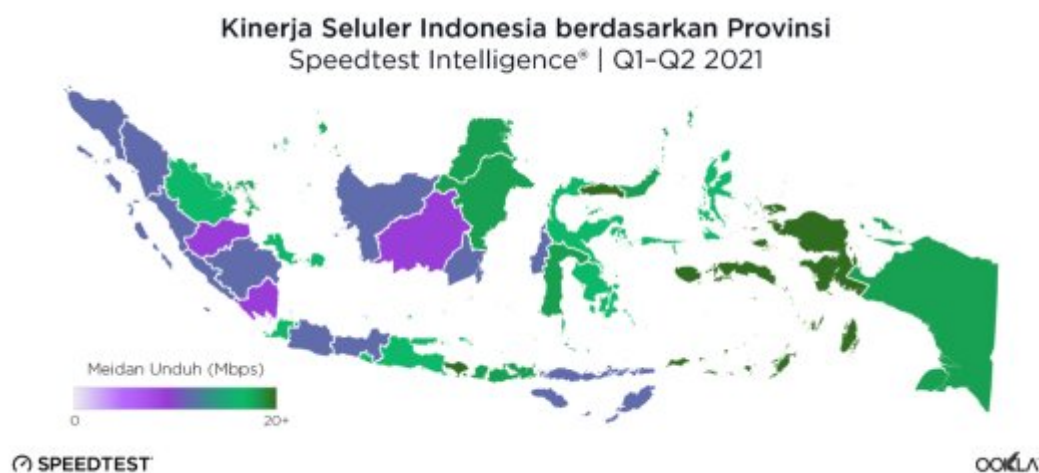 Kinerja Seluler Indonesia berdasarkan Provinsi
Speedtest Intelligence® | Q1–Q2 2021
Meidan Unduh (Mbps)
0
20+
SPEEDTEST
OOKLA